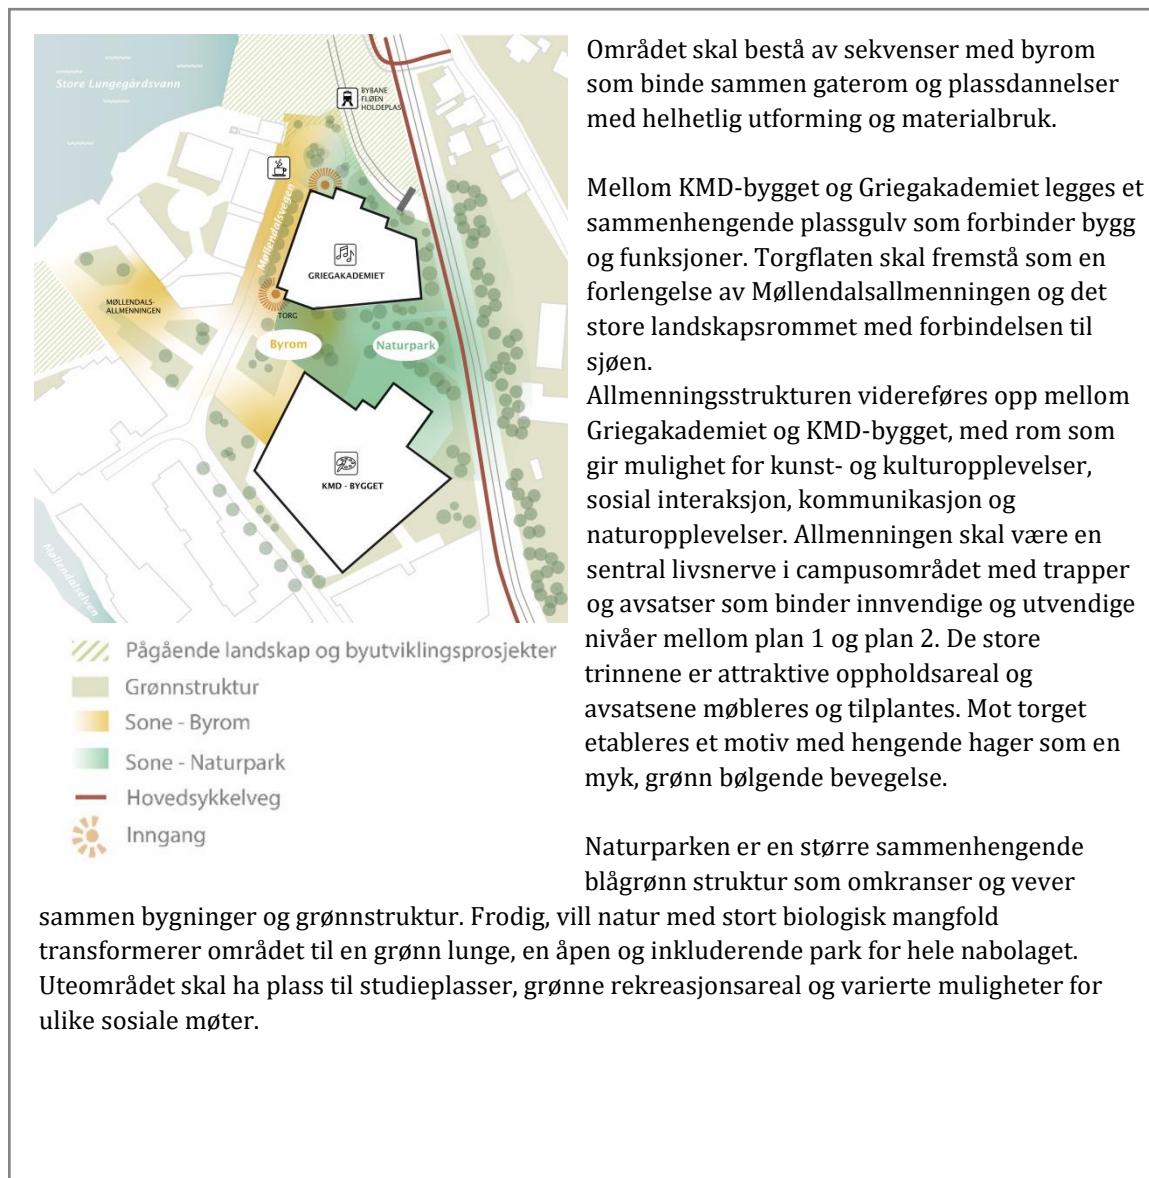 Store Lungegårdsvann
BYBANE
FLØEN
HOLDEPLAS
Møllendalsvegen
GRIEGAKADEMIET
MØLLENDALS-
ALLMENNINGEN
TORG
Byrom
Naturpark
KMD - BYGGET
Møllendalselven
Pågående landskap og byutviklingsprosjekter
Grønnstruktur
Sone - Byrom
Sone - Naturpark
Hovedsykkelveg
Inngang
Området skal bestå av sekvenser med byrom
som binde sammen gaterom og plassdannelser
med helhetlig utforming og materialbruk.
Mellom KMD-bygget og Griegakademiet legges et
sammenhengende plassgulv som forbinder bygg
og funksjoner. Torgflaten skal fremstå som en
forlengelse av Møllendalsallmenningen og det
store landskapsrommet med forbindelsen til
sjøen.
Allmenningsstrukturen videreføres opp mellom
Griegakademiet og KMD-bygget, med rom som
gir mulighet for kunst- og kulturopplevelser,
sosial interaksjon, kommunikasjon og
naturopplevelser. Allmenningen skal være en
sentral livsnerve i campusområdet med trapper
og avsatser som binder innvendige og utvendige
nivåer mellom plan 1 og plan 2. De store
trinnene er attraktive oppholdsareal og
avsatsene møbleres og tilplantes. Mot torget
etableres et motiv med hengende hager som en
myk, grønn bølgende bevegelse.
Naturparken er en større sammenhengende
blågrønn struktur som omkranser og vever
sammen bygninger og grønnstruktur. Frodig, vill natur med stort biologisk mangfold
transformerer området til en grønn lunge, en åpen og inkluderende park for hele nabolaget.
Uteområdet skal ha plass til studieplasser, grønne rekreasjonsareal og varierte muligheter for
ulike sosiale møter.